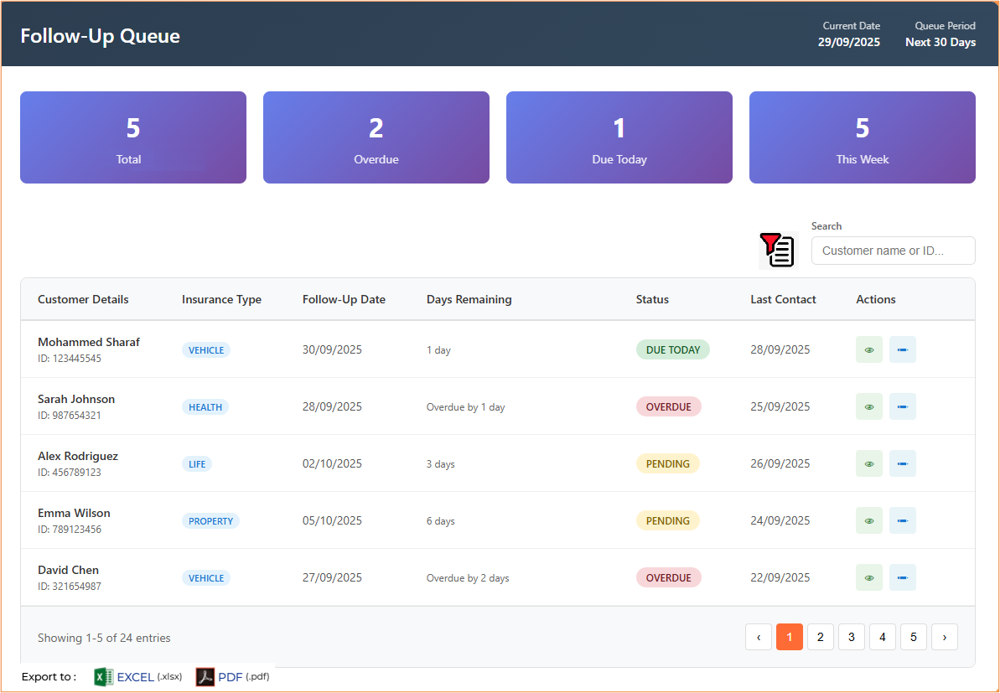 Follow-Up Queue
Current Date
29/09/2025
Queue Period
Next 30 Days
5
Total
2
Overdue
1
Due Today
5
This Week
Search
Customer name or ID...
Customer Details Insurance Type Follow-Up Date Days Remaining Status Last Contact Actions
Mohammed Sharaf
ID: 123445545
VEHICLE 30/09/2025 1 day DUE TODAY 28/09/2025
Sarah Johnson
ID: 987654321
HEALTH 28/09/2025 Overdue by 1 day OVERDUE 25/09/2025
Alex Rodriguez
ID: 456789123
LIFE 02/10/2025 3 days PENDING 26/09/2025
Emma Wilson
ID: 789123456
PROPERTY 05/10/2025 6 days PENDING 24/09/2025
David Chen
ID: 321654987
VEHICLE 27/09/2025 Overdue by 2 days OVERDUE 22/09/2025
Showing 1-5 of 24 entries
‹ 1 2 3 4 5 ›
Export to : EXCEL (.xlsx) PDF (.pdf)